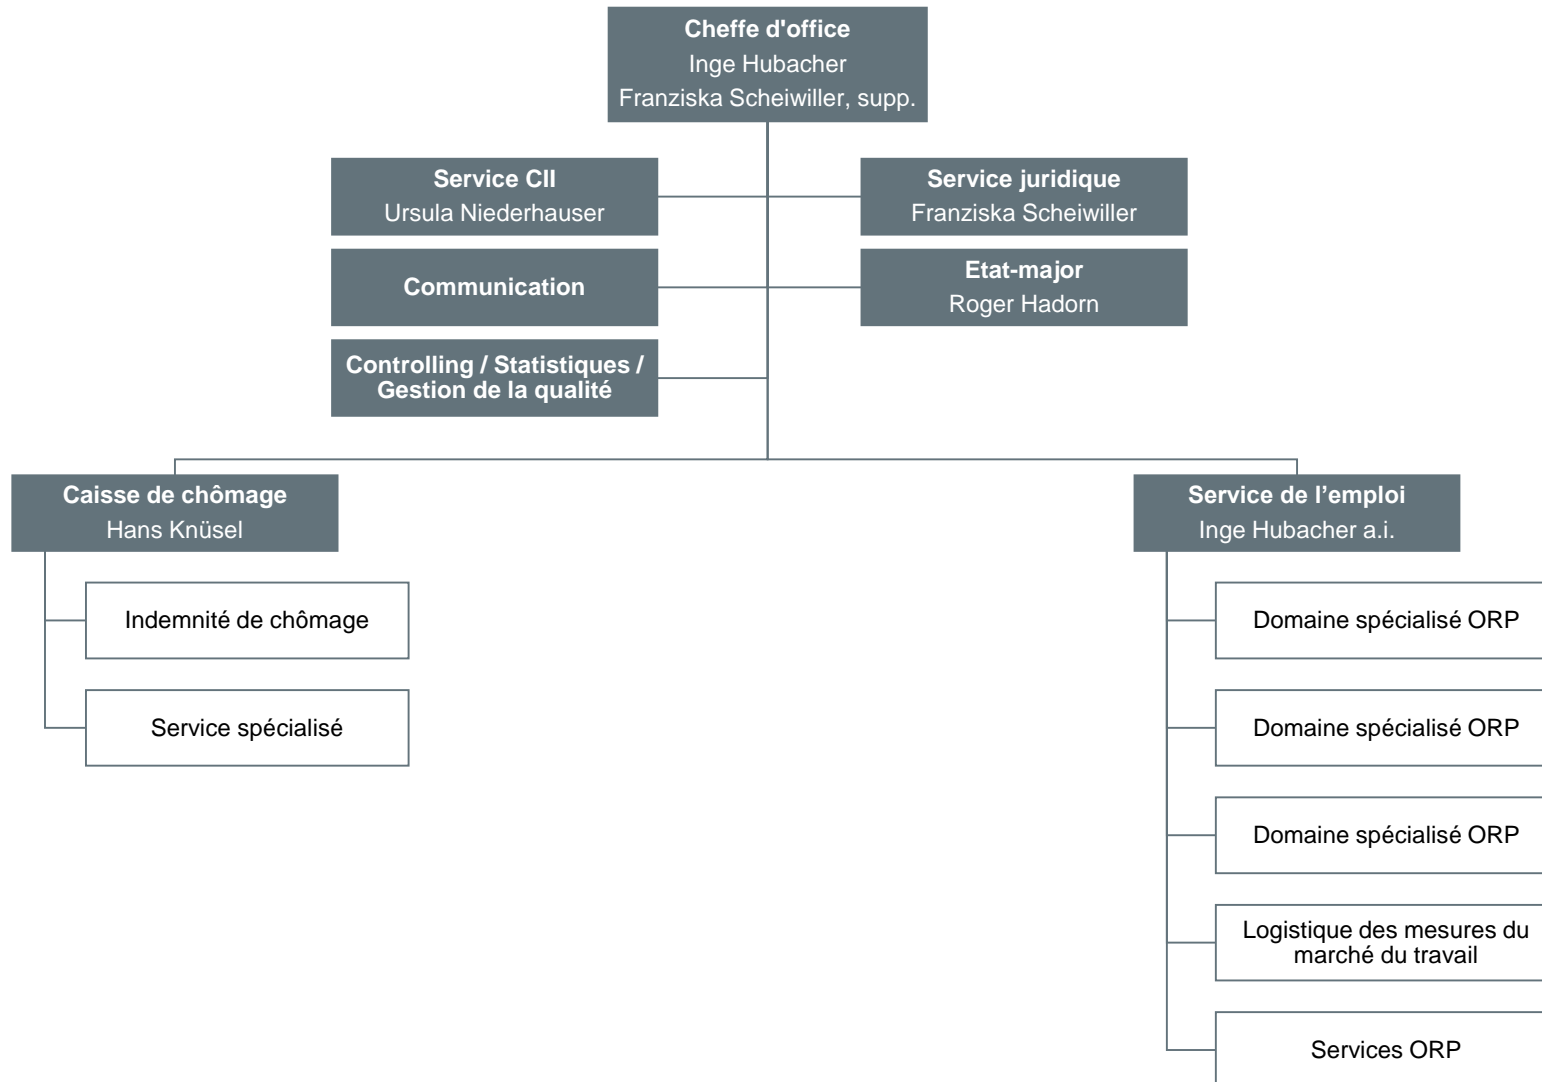 Cheffe d'office
Inge Hubacher
Franziska Scheiwiller, supp.
Service CII
Ursula Niederhauser
Service juridique
Franziska Scheiwiller
Communication
Etat-major
Roger Hadorn
Controlling / Statistiques /
Gestion de la qualité
Caisse de chômage
Hans Knüsel
Indemnité de chômage
Service spécialisé
Service de l’emploi
Inge Hubacher a.i.
Domaine spécialisé ORP
Domaine spécialisé ORP
Domaine spécialisé ORP
Logistique des mesures du
marché du travail
Services ORP